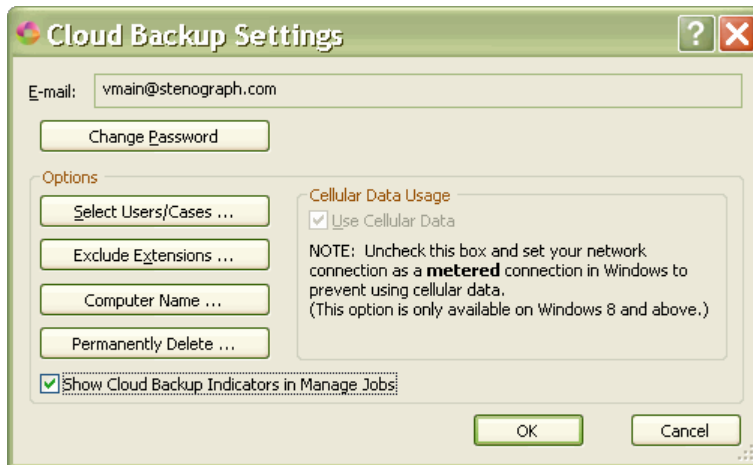 Cloud Backup Settings
?
E-mail:
vmain@stenograph.com
Change Password
Options
Select Users/Cases ...
Exclude Extensions ...
Computer Name ...
Permanently Delete ...
Cellular Data Usage
Use Cellular Data
NOTE: Uncheck this box and set your network
connection as a metered connection in Windows to
prevent using cellular data.
(This option is only available on Windows 8 and above.)
Show Cloud Backup Indicators in Manage Jobs
OK
Cancel